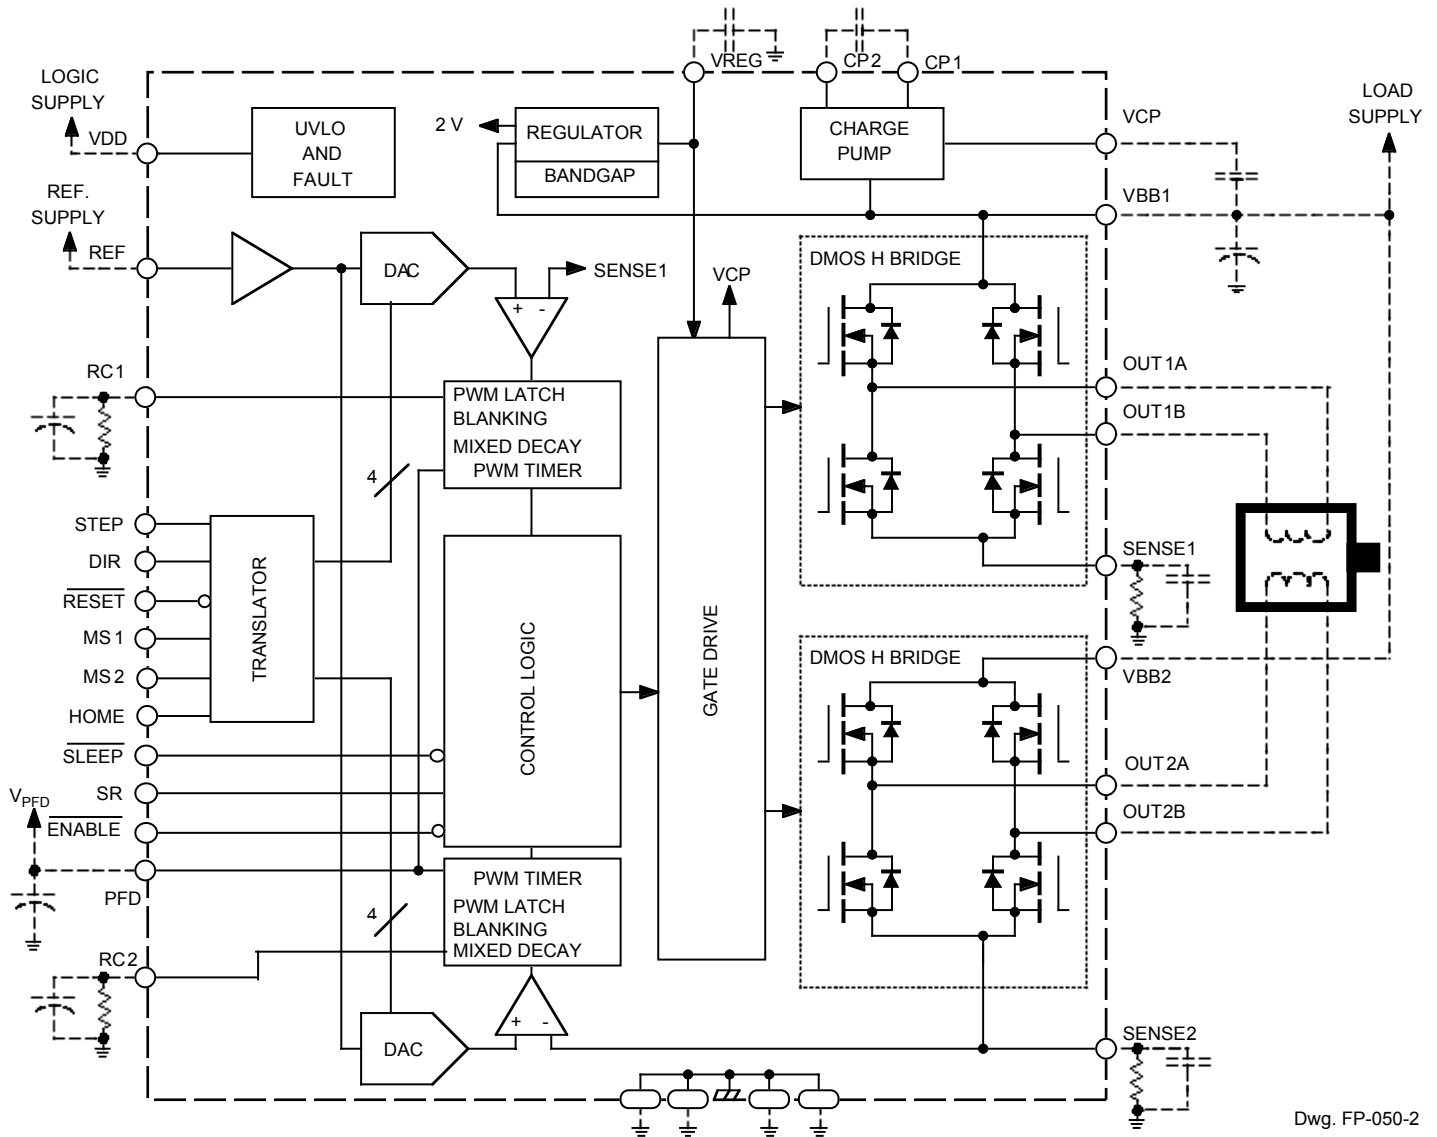 VREG
CP2
CP1
LOGIC
SUPPLY
VDD
UVLO
AND
FAULT
2 V
REGULATOR
BANDGAP
CHARGE
PUMP
VCP
LOAD
SUPPLY
REF.
SUPPLY
REF
DAC
SENSE1
+ -
VCP
VBB1
DMOS H BRIDGE
RC1
PWM LATCH
BLANKING
MIXED DECAY
PWM TIMER
OUT1A
OUT1B
4
STEP
DIR
RESET
MS1
MS2
HOME
SLEEP
SR
ENABLE
VPFD
PFD
TRANSLATOR
CONTROL LOGIC
GATE DRIVE
SENSE1
DMOS H BRIDGE
VBB2
OUT2A
OUT2B
PWM TIMER
PWM LATCH
BLANKING
MIXED DECAY
4
RC2
+ -
DAC
SENSE2
Dwg. FP-050-2